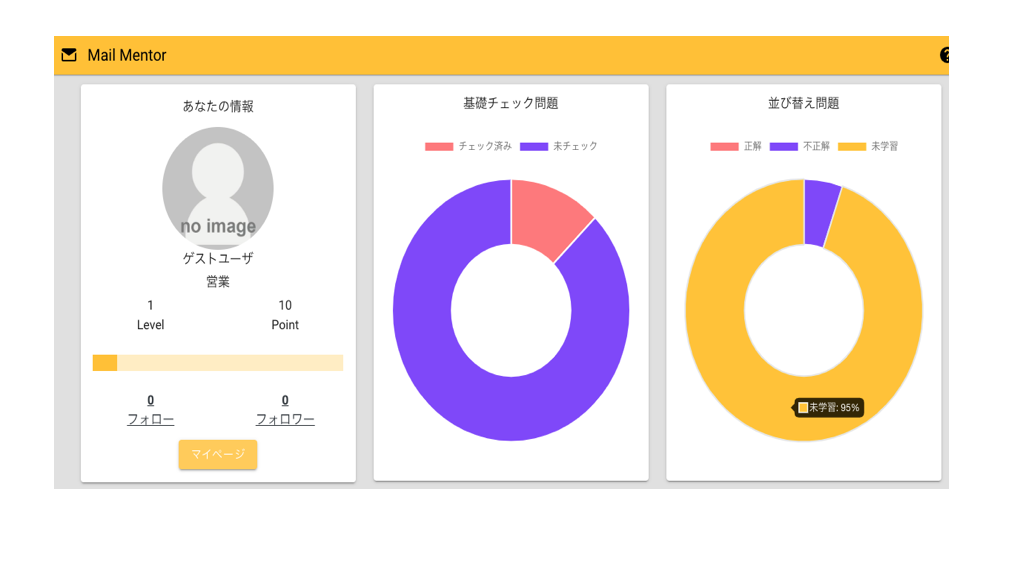 Mail Mentor
あなたの情報
no image
ゲストユーザ
営業
1 10
Level Point
0 0
フォロー フォロワー
マイページ
基礎チェック問題
チェック済み 未チェック
並び替え問題
正解 不正解 未学習
未学習: 95%